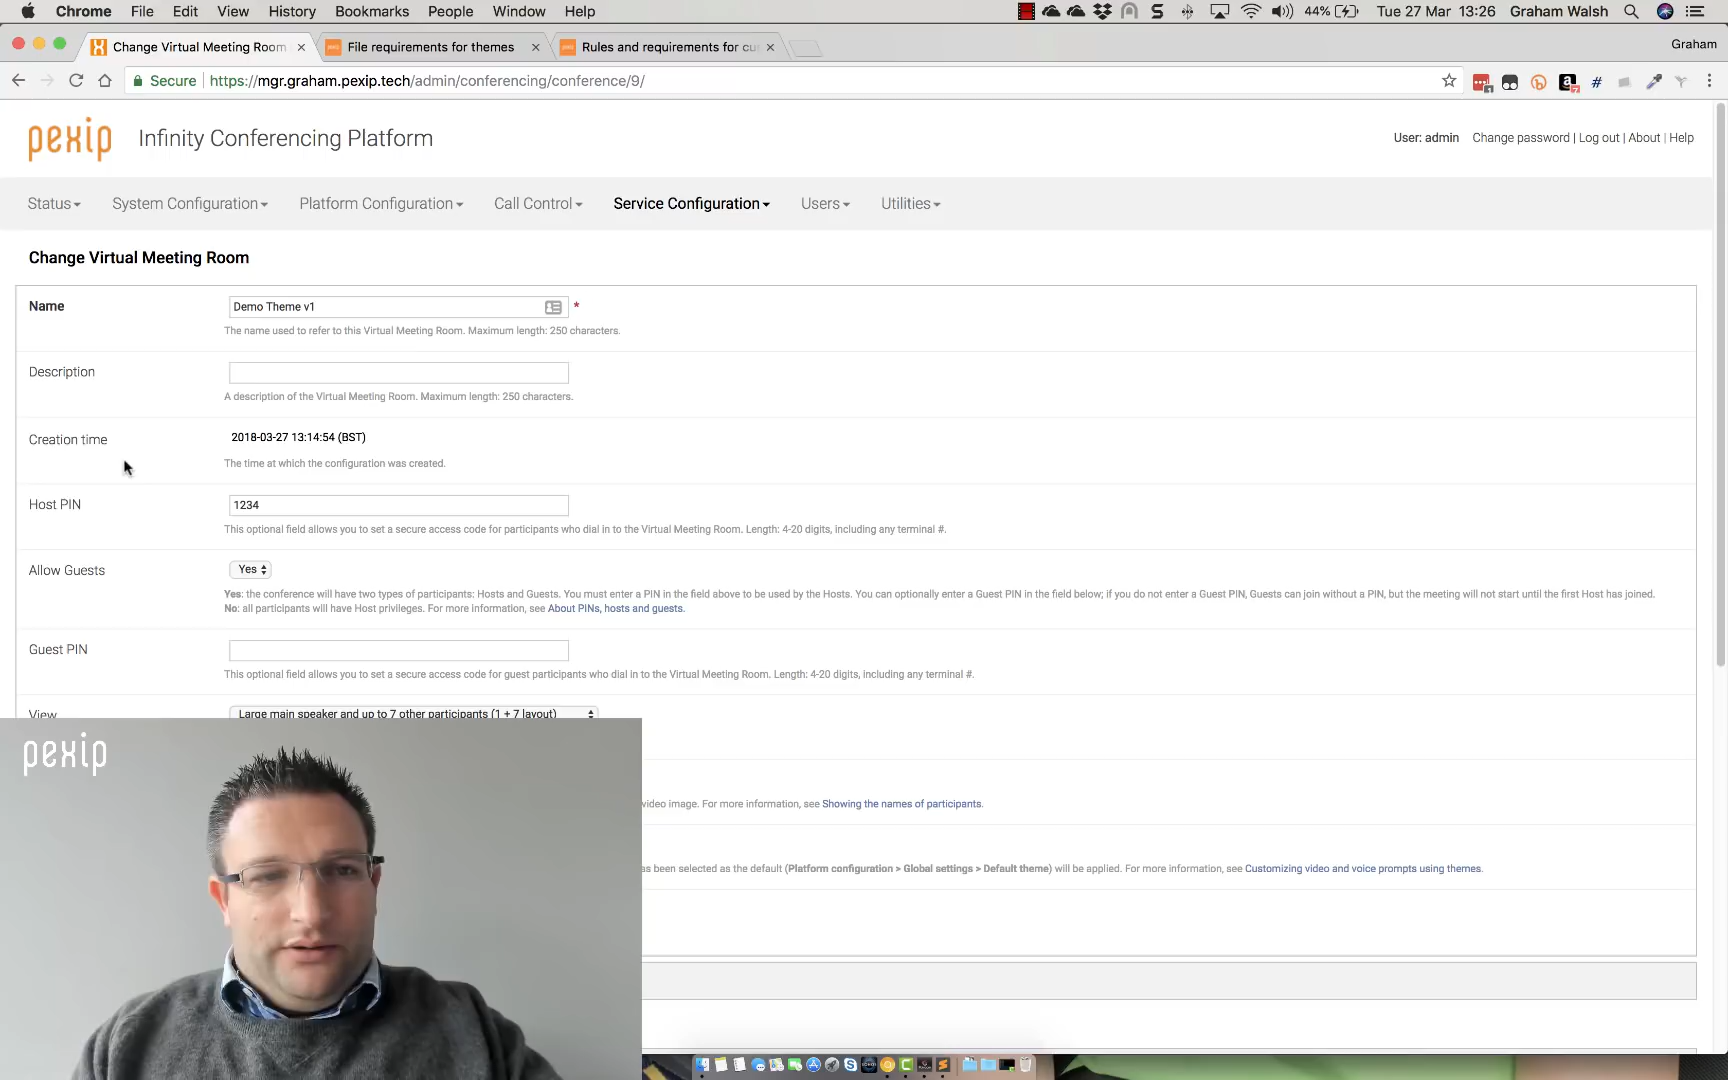 Chrome File Edit View History Bookmarks People Window Help 44% Tue 27 Mar 13:26 Graham Walsh
Change Virtual Meeting Room File requirements for themes Rules and requirements for cu Graham
Secure https://mgr.graham.pexip.tech/admin/conferencing/conference/9/
pexip Infinity Conferencing Platform User: admin Change password | Log out | About | Help
Status System Configuration Platform Configuration Call Control Service Configuration Users Utilities
Change Virtual Meeting Room
Name Demo Theme v1 *
The name used to refer to this Virtual Meeting Room. Maximum length: 250 characters.
Description
A description of the Virtual Meeting Room. Maximum length: 250 characters.
Creation time 2018-03-27 13:14:54 (BST)
The time at which the configuration was created.
Host PIN 1234
This optional field allows you to set a secure access code for participants who dial in to the Virtual Meeting Room. Length: 4-20 digits, including any terminal #.
Allow Guests Yes
Yes: the conference will have two types of participants: Hosts and Guests. You must enter a PIN in the field above to be used by the Hosts. You can optionally enter a Guest PIN in the field below; if you do not enter a Guest PIN, Guests can join without a PIN, but the meeting will not start until the first Host has joined.
No: all participants will have Host privileges. For more information, see About PINs, hosts and guests.
Guest PIN
This optional field allows you to set a secure access code for guest participants who dial in to the Virtual Meeting Room. Length: 4-20 digits, including any terminal #.
View Large main speaker and up to 7 other participants (1 + 7 layout)
pexip
video image. For more information, see Showing the names of participants.
as been selected as the default (Platform configuration > Global settings > Default theme) will be applied. For more information, see Customizing video and voice prompts using themes.